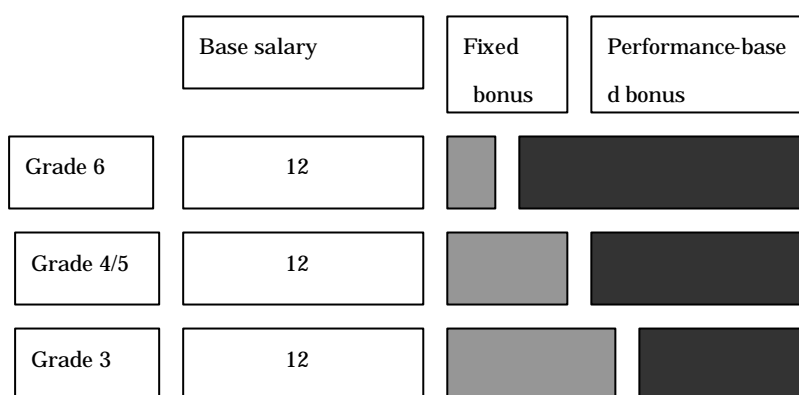 Base salary
Fixed
bonus
Performance-base
d bonus
Grade 6
12
Grade 4/5
12
Grade 3
12